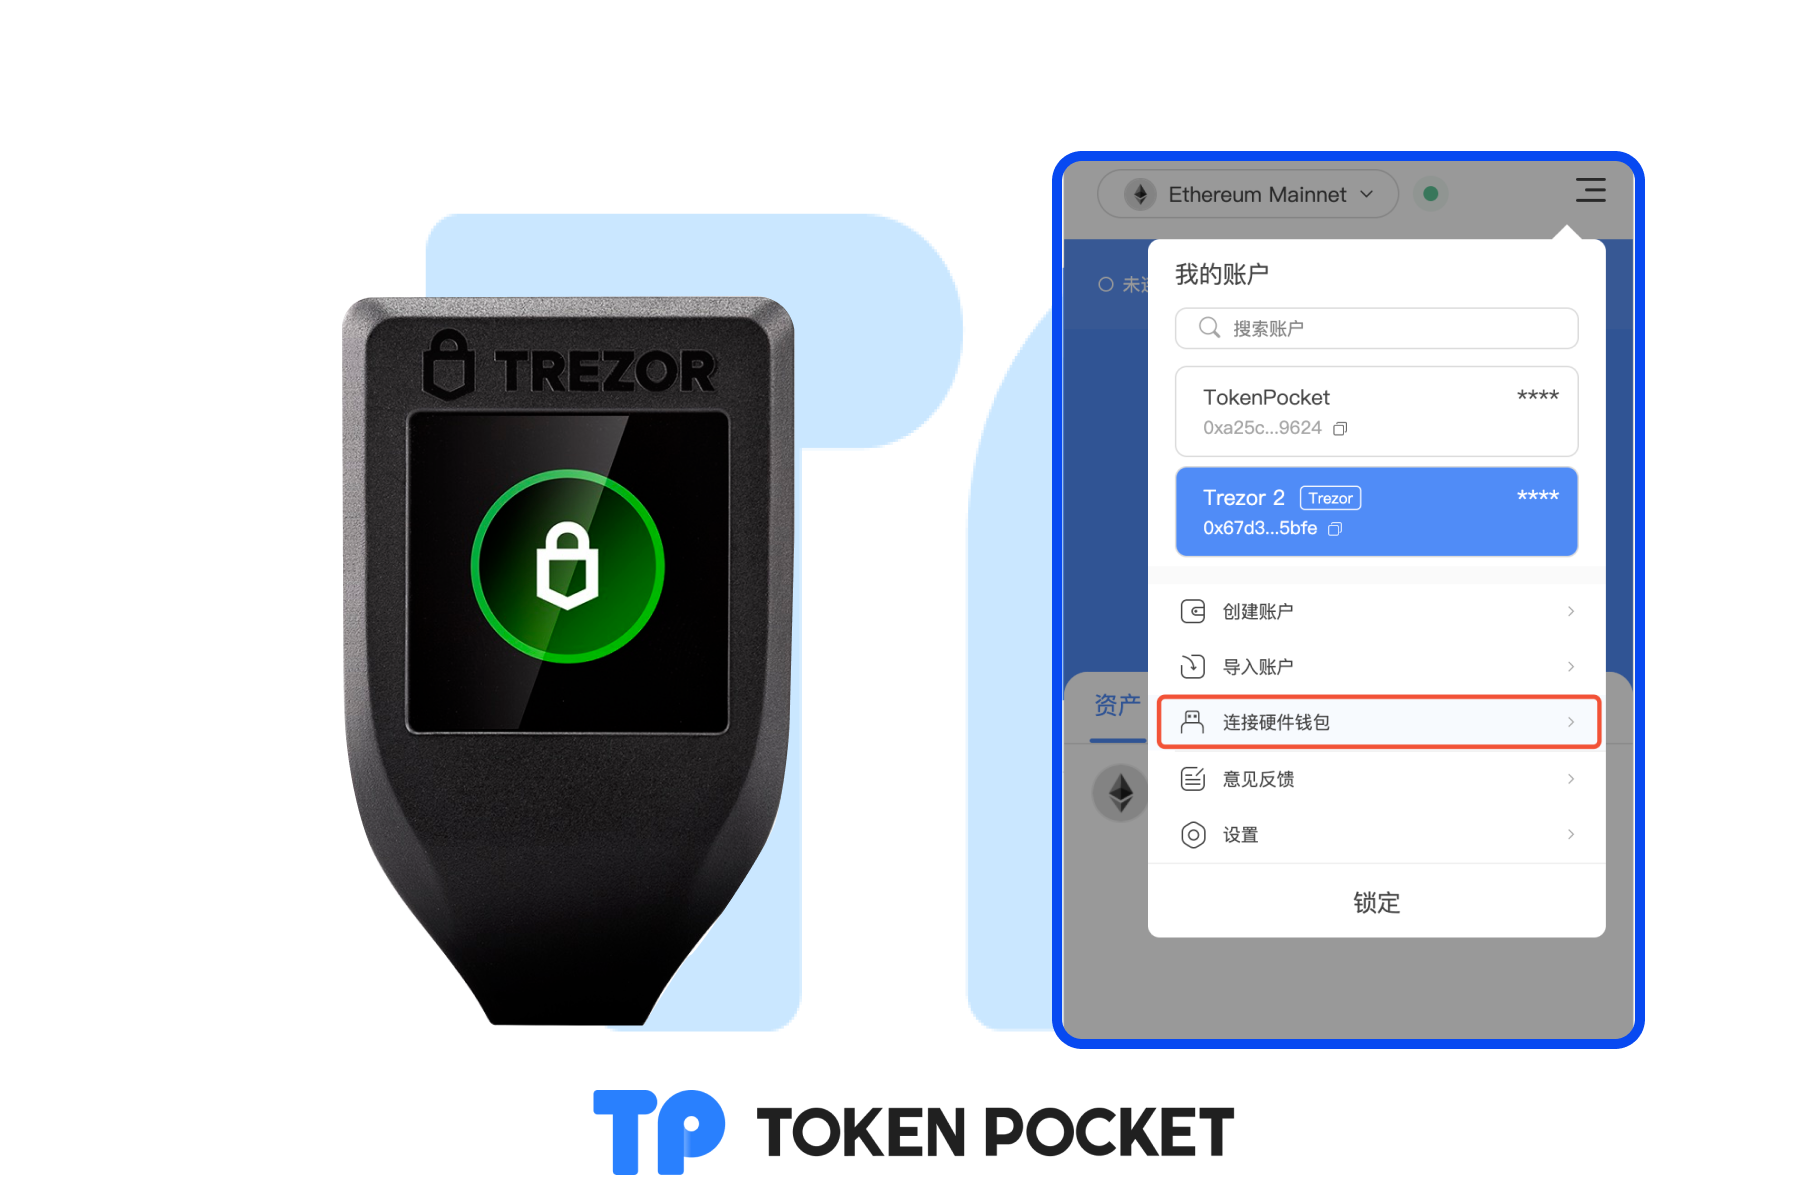 TREZOR
Ethereum Mainnet
未
我的账户
搜索账户
TokenPocket
****
0xa25c...9624
Trezor 2
Trezor
****
0x67d3...5bfe
创建账户
导入账户
资产
连接硬件钱包
意见反馈
设置
锁定
TP TOKEN POCKET